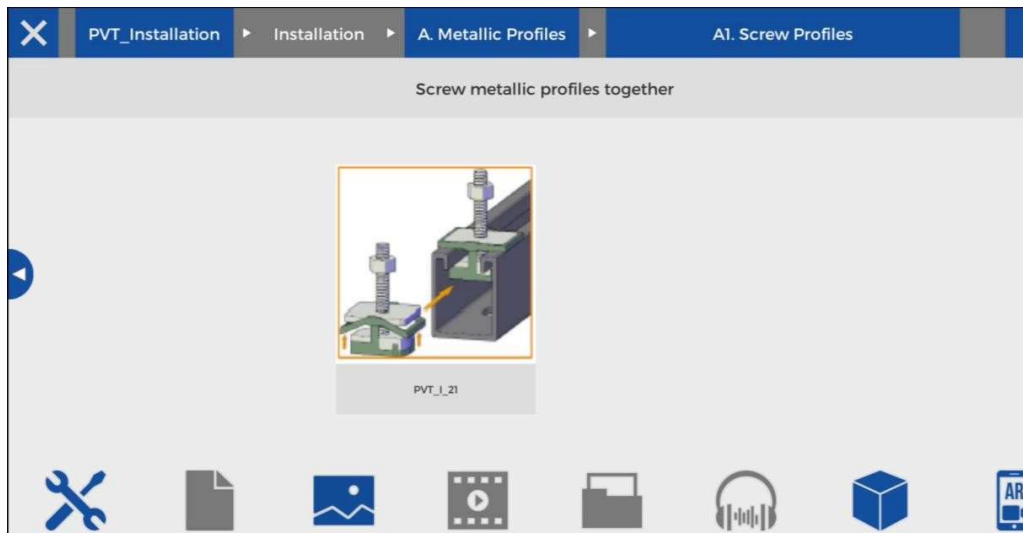 PVT_Installation
Installation
A. Metallic Profiles
A1. Screw Profiles
Screw metallic profiles together
PVT_I_21
AR